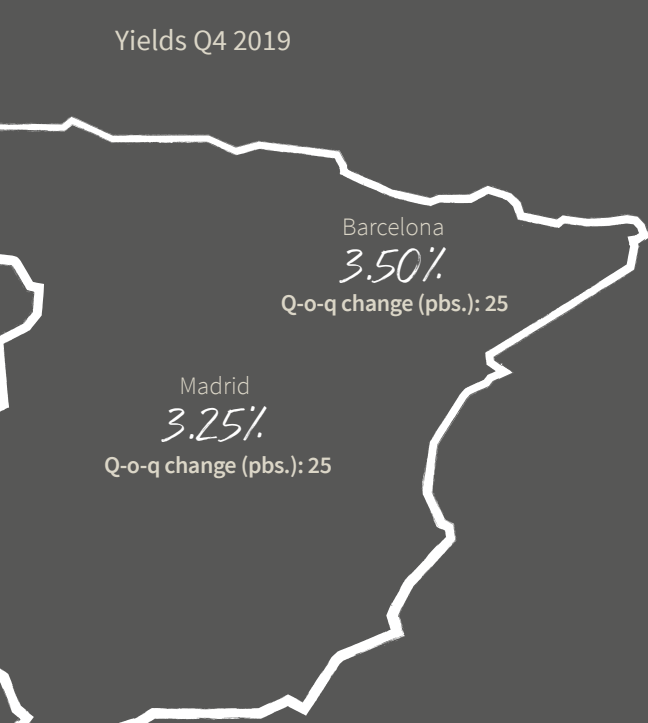 Yields Q4 2019
Barcelona
3.50%
Q-o-q change (pbs.): 25
Madrid
3.25%
Q-o-q change (pbs.): 25